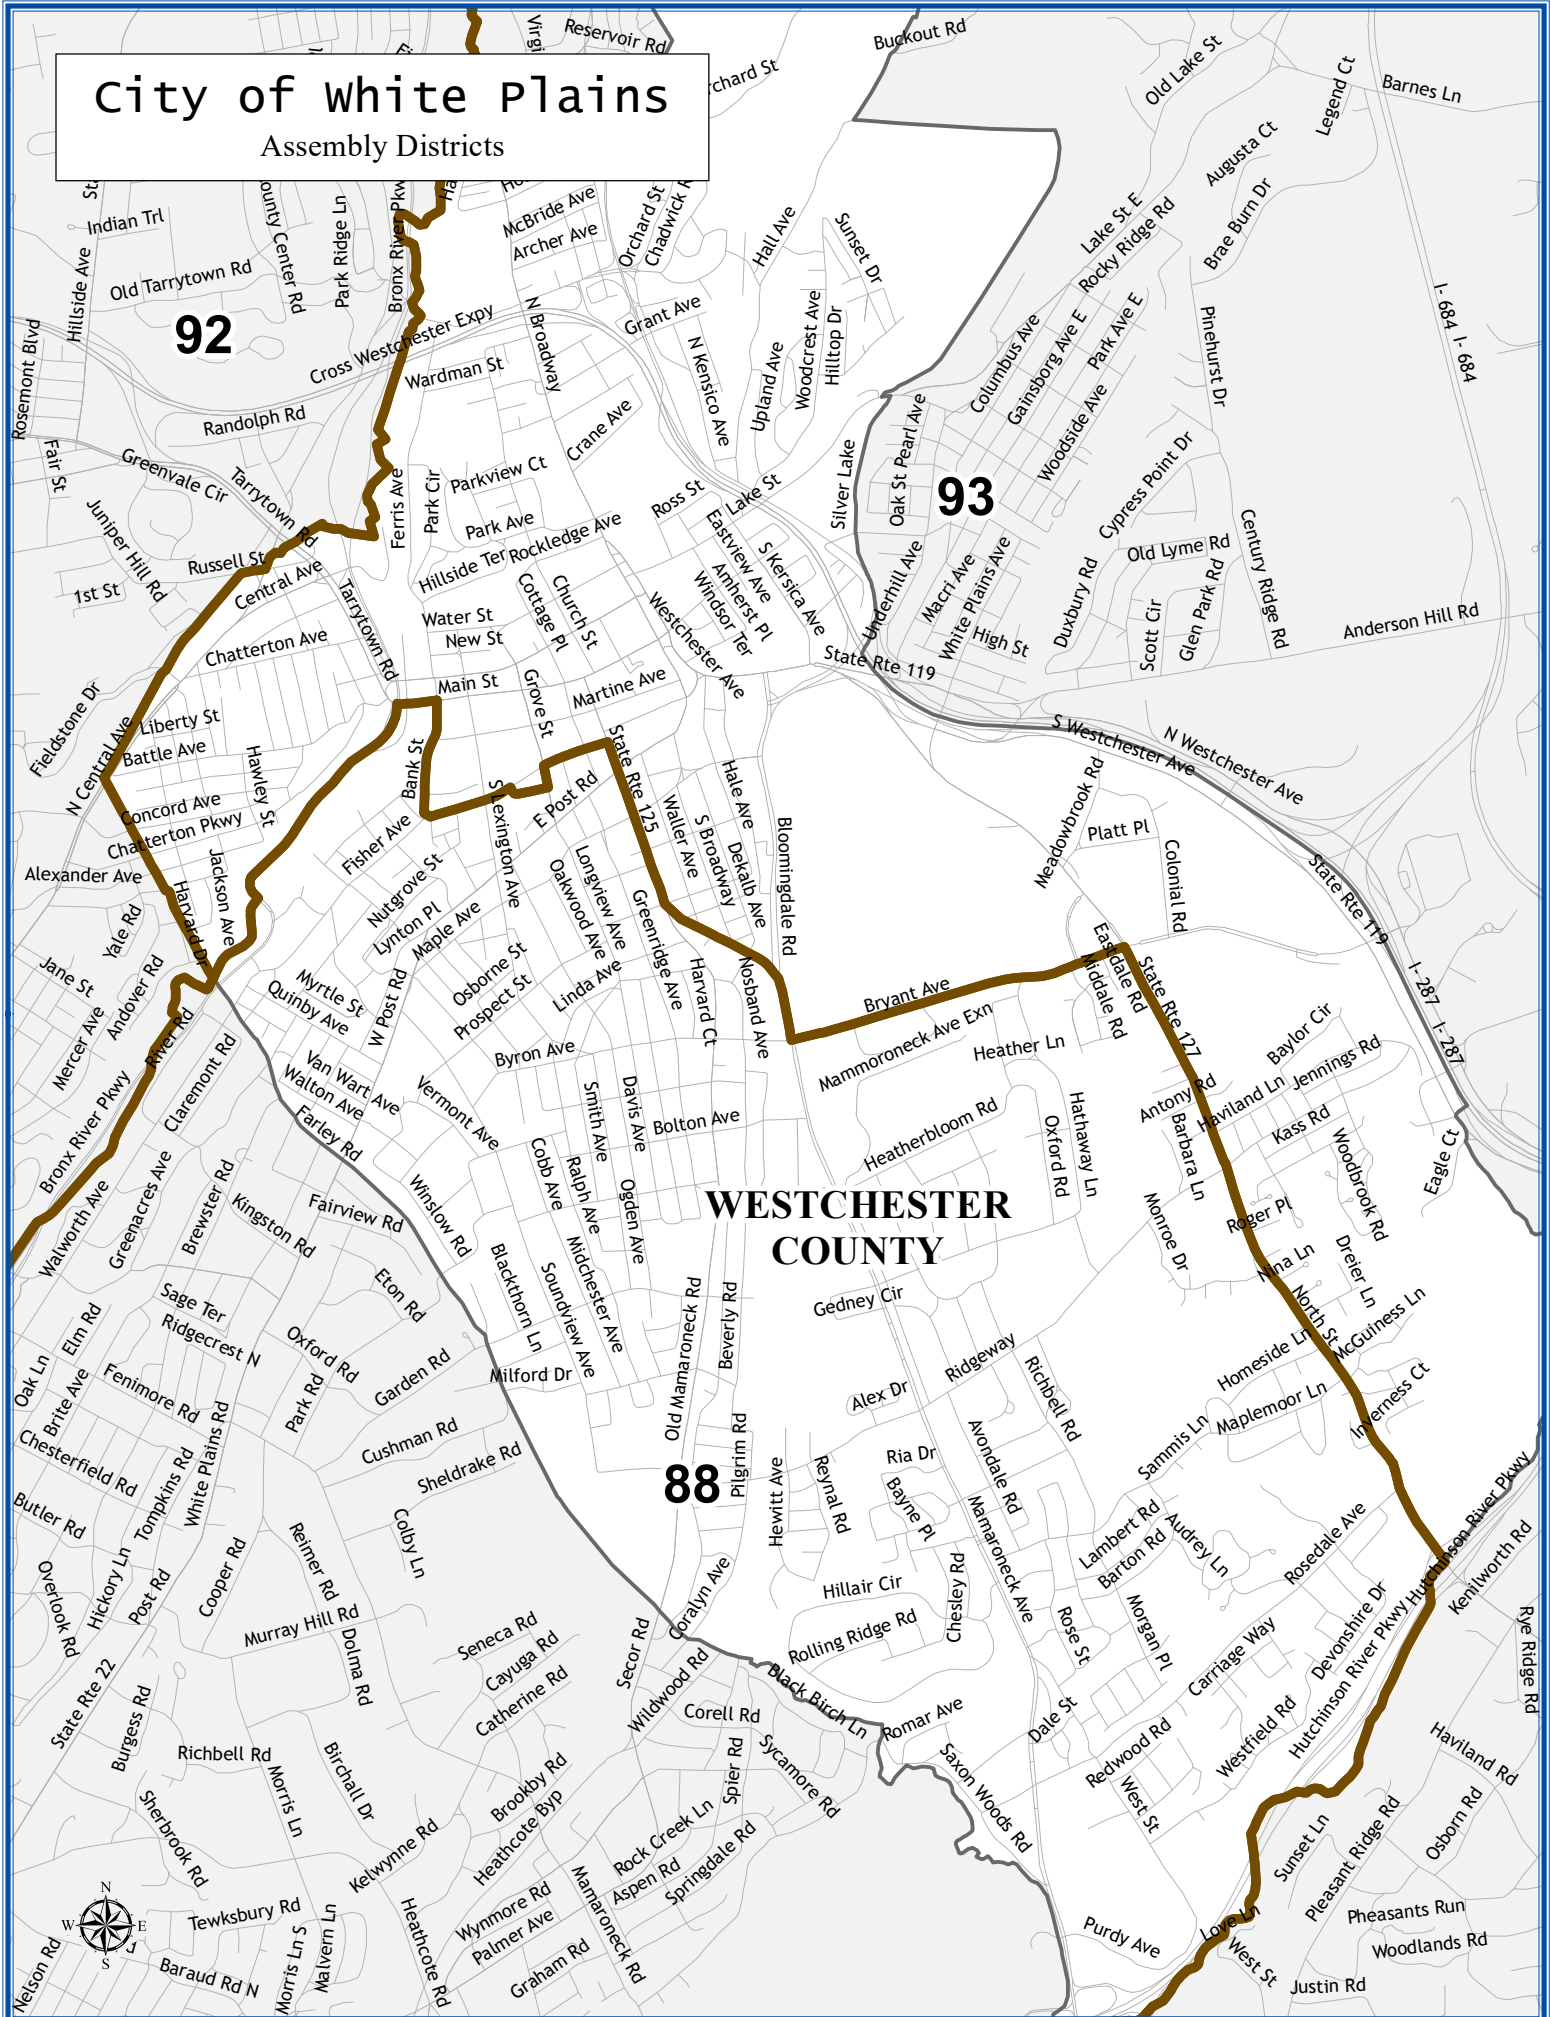 City of White Plains
Assembly Districts
Reservoir Rd
Buckout Rd
Old Lake St
Legend Ct
Barnes Ln
Augusta Ct
Brae Burn Dr
Indian Trl
Old Tarrytown Rd
Hillside Ave
Park Ridge Ln
Bronx River Pkw
McBride Ave
Archer Ave
Orchard St
Hall Ave
Sunset Dr
Lake St E
Rocky Ridge Rd
92
Rosemont Blvd
Cross Westchester Expy
N Broadway
Grant Ave
Wardman St
N Kensico Ave
Upland Ave
Woodcrest Ave
Hilltop Dr
Columbus Ave
Gainsborg Ave E
Park Ave E
Pinehurst Dr
I- 684 I- 684
Randolph Rd
Crane Ave
Oak St
Pearl Ave
Woodside Ave
Fair St
Greenvale Cir
Tarrytown Rd
Ferris Ave
Park Cir
Parkview Ct
Park Ave
Ross St
Lake St
Silver Lake
93
Cypress Point Dr
Juniper Hill Rd
Russell St
Central Ave
1st St
Hillside Ter
Rockledge Ave
Eastview Ave
Amherst Pl
Windsor Ter
S Kersica Ave
Underhill Ave
Macri Ave
White Plains Ave
Old Lyme Rd
Duxbury Rd
Scott Cir
Glen Park Rd
Century Ridge Rd
Anderson Hill Rd
Tarrytown Rd
Water St
New St
Cottage Pl
Church St
Westchester Ave
High St
Chatterton Ave
State Rte 119
Main St
Grove St
Martine Ave
Fieldstone Dr
N Central Ave
Liberty St
Battle Ave
Hawley St
Bank St
State Rte 125
S Westchester Ave
N Westchester Ave
Concord Ave
Chatterton Pkwy
Fisher Ave
S Lexington Ave
E Post Rd
Waller Ave
Hale Ave
S Broadway
Dekalb Ave
Bloomingdale Rd
Meadowbrook Rd
Platt Pl
Colonial Rd
State Rte 119
Alexander Ave
Harvard Dr
Jackson Ave
Nutgrove St
Lynton Pl
Maple Ave
Longview Ave
Oakwood Ave
Greenridge Ave
Yale Rd
Jane St
Andover Rd
Mercer Ave
Myrtle St
Quinby Ave
W Post Rd
Osborne St
Prospect St
Linda Ave
Harvard Ct
Nosband Ave
Bryant Ave
Eastdale Rd
Middale Rd
State Rte 127
I- 287 I- 287
River Rd
Bronx River Pkwy
Claremont Rd
Van Wart Ave
Walton Ave
Farley Rd
Byron Ave
Vermont Ave
Smith Ave
Davis Ave
Bolton Ave
Mammoroneck Ave Exn
Heather Ln
Heatherbloom Rd
Oxford Rd
Hathaway Ln
Antony Rd
Barbara Ln
Haviland Ln
Baylor Cir
Jennings Rd
Kass Rd
Woodbrook Rd
Eagle Ct
Walworth Ave
Greenacres Ave
Brewster Rd
Kingston Rd
Fairview Rd
Winslow Rd
Cobb Ave
Ralph Ave
Ogden Ave
WESTCHESTER
COUNTY
Monroe Dr
Roger Pl
Nina Ln
Dreier Ln
Sage Ter
Ridgecrest N
Eton Rd
Blackthorn Ln
Soundview Ave
Midchester Ave
Old Mamaroneck Rd
Beverly Rd
Gedney Cir
North St
McGuiness Ln
Elm Rd
Oak Ln
Brite Ave
Fenimore Rd
Oxford Rd
Park Rd
Garden Rd
Milford Dr
Alex Dr
Ridgeway
Richbell Rd
Homeside Ln
Maplemoor Ln
Inverness Ct
Chesterfield Rd
White Plains Rd
Tompkins Rd
Cushman Rd
Sheldrake Rd
88
Pilgrim Rd
Hewitt Ave
Reynal Rd
Ria Dr
Bayne Pl
Avondale Rd
Sammis Ln
Butler Rd
Overlook Rd
Hickory Ln
Post Rd
Cooper Rd
Reimer Rd
Colby Ln
Mamaroneck Ave
Lambert Rd
Barton Rd
Audrey Ln
Rosedale Ave
Hutchinson River Pkwy
Kenilworth Rd
Murray Hill Rd
Dolma Rd
Seneca Rd
Cayuga Rd
Catherine Rd
Secor Rd
Coralyn Ave
Wildwood Rd
Hillair Cir
Rolling Ridge Rd
Chesley Rd
Rose St
Morgan Pl
Carriage Way
Devonshire Dr
Hutchinson River Pkwy
Rye Ridge Rd
State Rte 22
Burgess Rd
Richbell Rd
Morris Ln
Birchall Dr
Corell Rd
Black Birch Ln
Romar Ave
Dale St
Redwood Rd
Westfield Rd
Haviland Rd
Sherbrook Rd
Brookby Rd
Heathcote Byp
Spier Rd
Sycamore Rd
Saxon Woods Rd
West St
Sunset Ln
Pleasant Ridge Rd
Osborn Rd
Kelwynne Rd
Rock Creek Ln
Aspen Rd
Springdale Rd
N
W
E
S
Tewksbury Rd
Malvern Ln
Heathcote Rd
Wynmore Rd
Palmer Ave
Mamaroneck Rd
Graham Rd
Purdy Ave
Love Ln
West St
Pheasants Run
Woodlands Rd
Justin Rd
Nelson Rd
Baraud Rd N
Morris Ln S